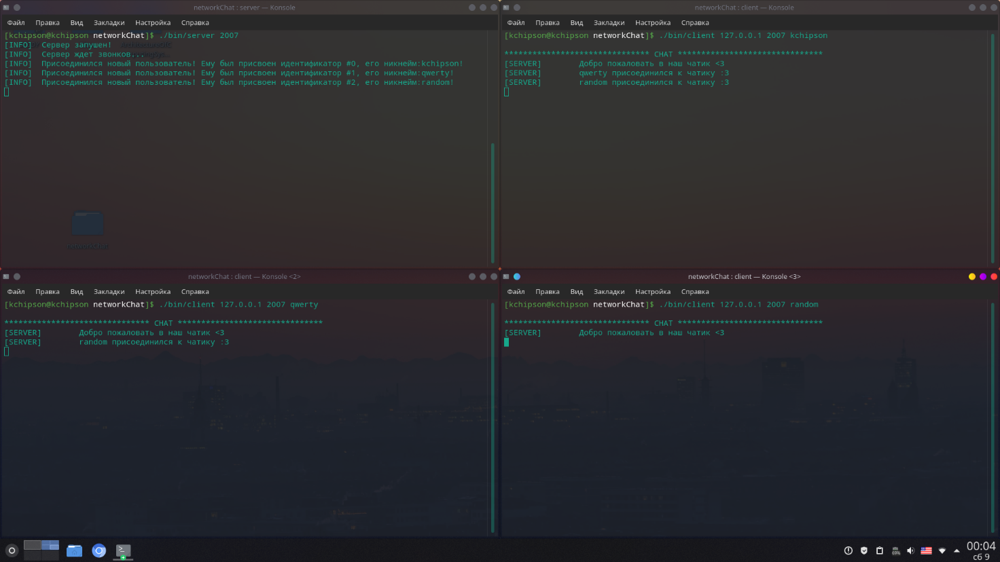 networkChat : server — Konsole
Файл Правка Вид Закладки Настройка Справка
[kchipson@kchipson networkChat]$ ./bin/server 2007
[INFO]  Сервер запушен!
[INFO]  Сервер ждет звонков...
[INFO]  Присоединился новый пользователь! Ему был присвоен идентификатор #0, его никнейм:kchipson!
[INFO]  Присоединился новый пользователь! Ему был присвоен идентификатор #1, его никнейм:qwerty!
[INFO]  Присоединился новый пользователь! Ему был присвоен идентификатор #2, его никнейм:random!
networkChat
networkChat : client — Konsole
Файл Правка Вид Закладки Настройка Справка
[kchipson@kchipson networkChat]$ ./bin/client 127.0.0.1 2007 kchipson
******************************* CHAT *******************************
[SERVER]        Добро пожаловать в наш чатик <3
[SERVER]        qwerty присоединился к чатику :3
[SERVER]        random присоединился к чатику :3
networkChat : client — Konsole <2>
Файл Правка Вид Закладки Настройка Справка
[kchipson@kchipson networkChat]$ ./bin/client 127.0.0.1 2007 qwerty
******************************* CHAT *******************************
[SERVER]        Добро пожаловать в наш чатик <3
[SERVER]        random присоединился к чатику :3
networkChat : client — Konsole <3>
Файл Правка Вид Закладки Настройка Справка
[kchipson@kchipson networkChat]$ ./bin/client 127.0.0.1 2007 random
******************************* CHAT *******************************
[SERVER]        Добро пожаловать в наш чатик <3
69%
00:04
сб 9